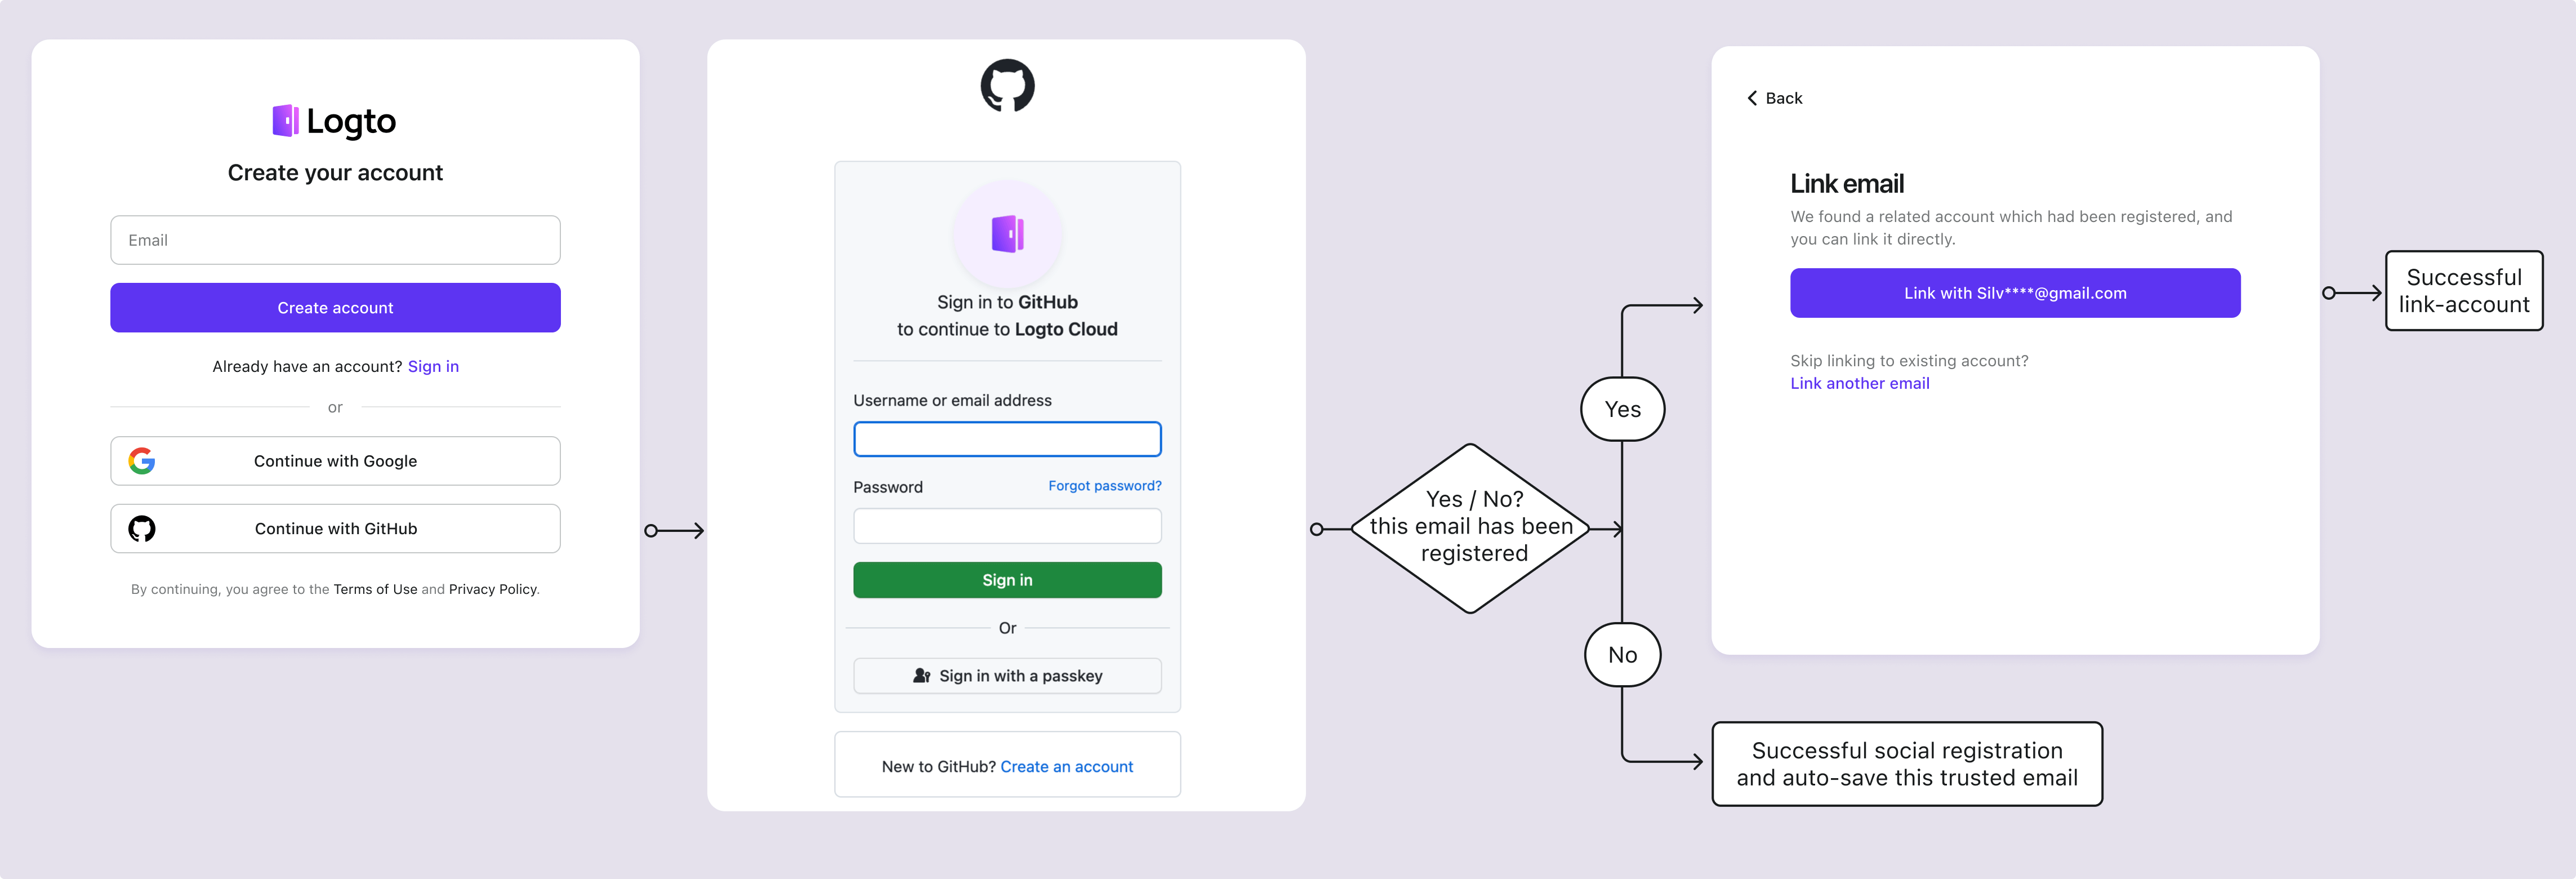 Logto
Create your account
Email
Create account
Already have an account? Sign in
or
Continue with Google
Continue with GitHub
By continuing, you agree to the Terms of Use and Privacy Policy.
Sign in to GitHub
to continue to Logto Cloud
Username or email address
Password Forgot password?
Sign in
Or
Sign in with a passkey
New to GitHub? Create an account
Yes / No?
this email has been
registered
Yes
No
Back
Link email
We found a related account which had been registered, and
you can link it directly.
Link with Silv****@gmail.com
Skip linking to existing account?
Link another email
Successful
link-account
Successful social registration
and auto-save this trusted email